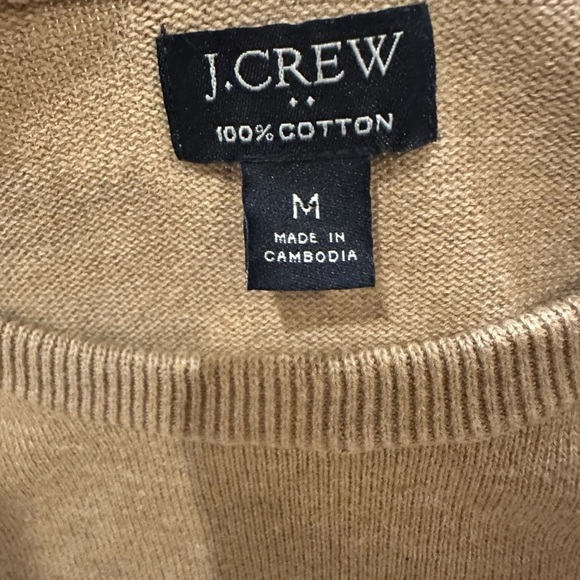 J.CREW
••
100% COTTON
M
MADE IN
CAMBODIA